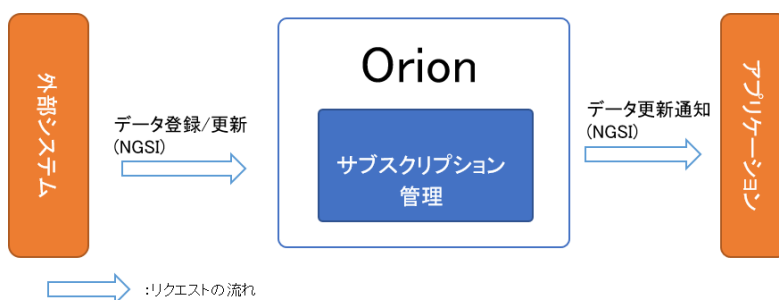 外部システム
データ登録/更新
(NGSI)
Orion
サブスクリプション
管理
データ更新通知
(NGSI)
アプリケーション
:リクエストの流れ